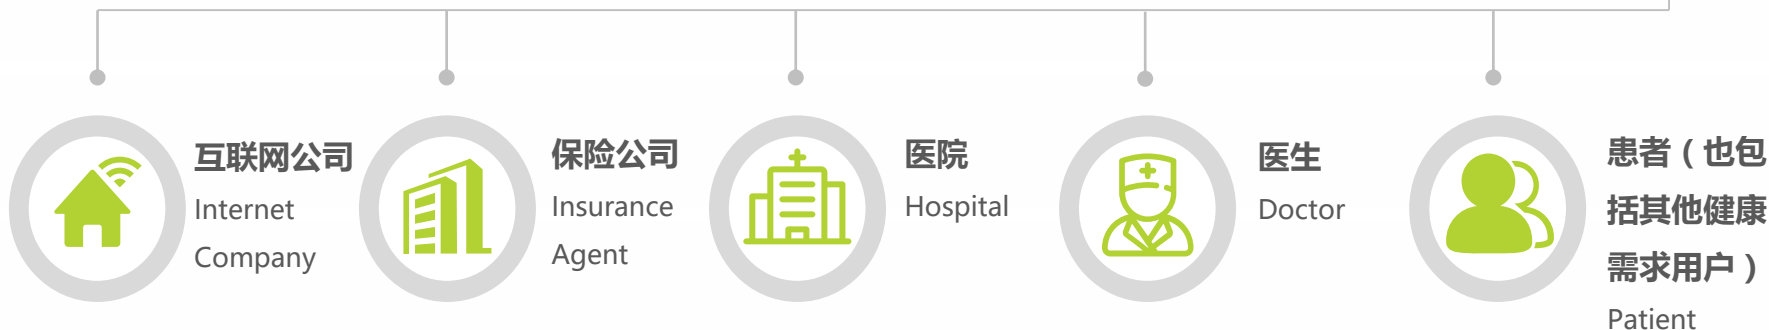 互联网公司
Internet
Company
保险公司
Insurance
Agent
医院
Hospital
医生
Doctor
患者（也包
括其他健康
需求用户）
Patient